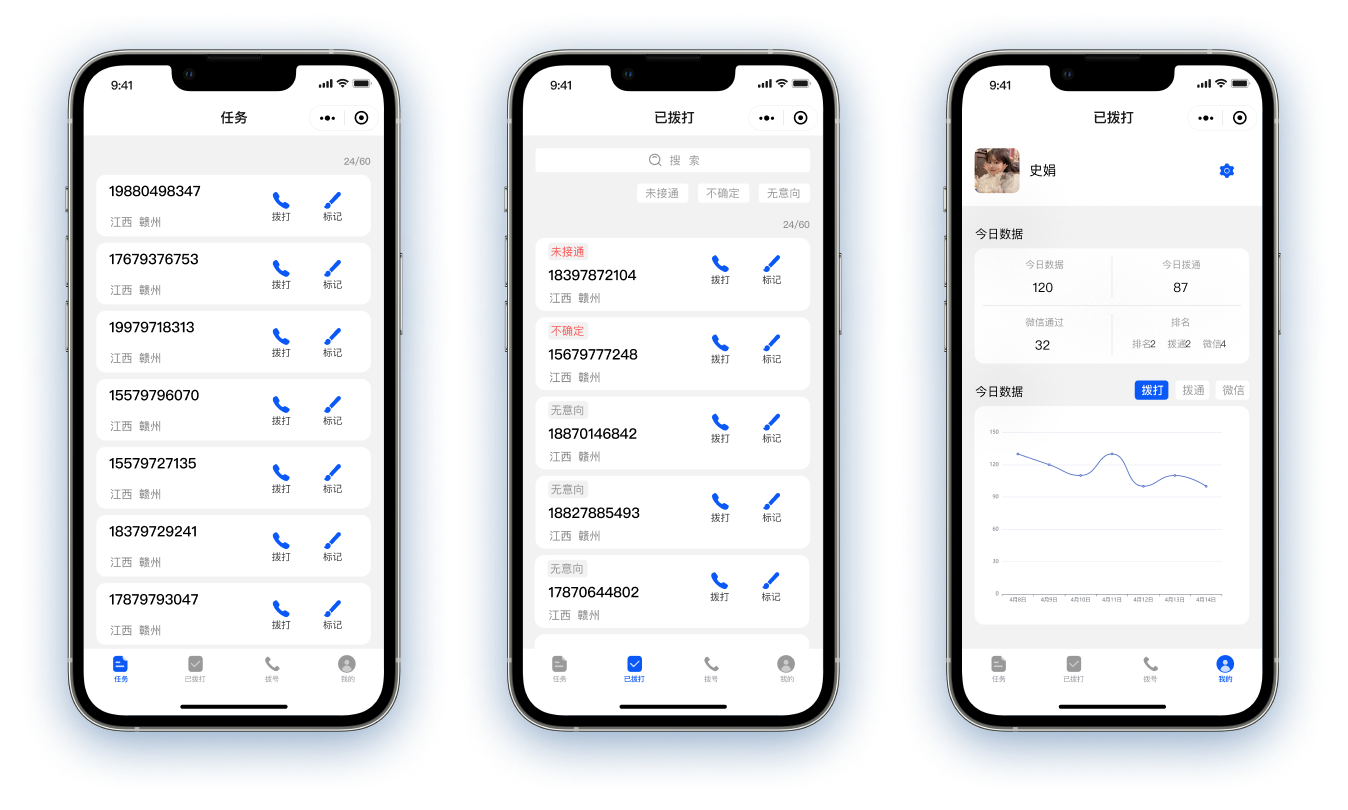 9:41
任务
24/60
19880498347
江西 赣州
拨打
标记
17679376753
江西 赣州
拨打
标记
19979718313
江西 赣州
拨打
标记
15579796070
江西 赣州
拨打
标记
15579727135
江西 赣州
拨打
标记
18379729241
江西 赣州
拨打
标记
17879793047
江西 赣州
拨打
标记
任务
已拨打
拨号
我的
9:41
已拨打
搜 索
未接通
不确定
无意向
24/60
未接通
18397872104
江西 赣州
拨打
标记
不确定
15679777248
江西 赣州
拨打
标记
无意向
18870146842
江西 赣州
拨打
标记
无意向
18827885493
江西 赣州
拨打
标记
无意向
17870644802
江西 赣州
拨打
标记
任务
已拨打
拨号
我的
9:41
已拨打
史娟
今日数据
今日数据
120
今日拨通
87
微信通过
32
排名
排名2 拨通2 微信4
今日数据
拨打
拨通
微信
150
120
90
60
30
0
4月8日 4月9日 4月10日 4月11日 4月12日 4月13日 4月14日
任务
已拨打
拨号
我的